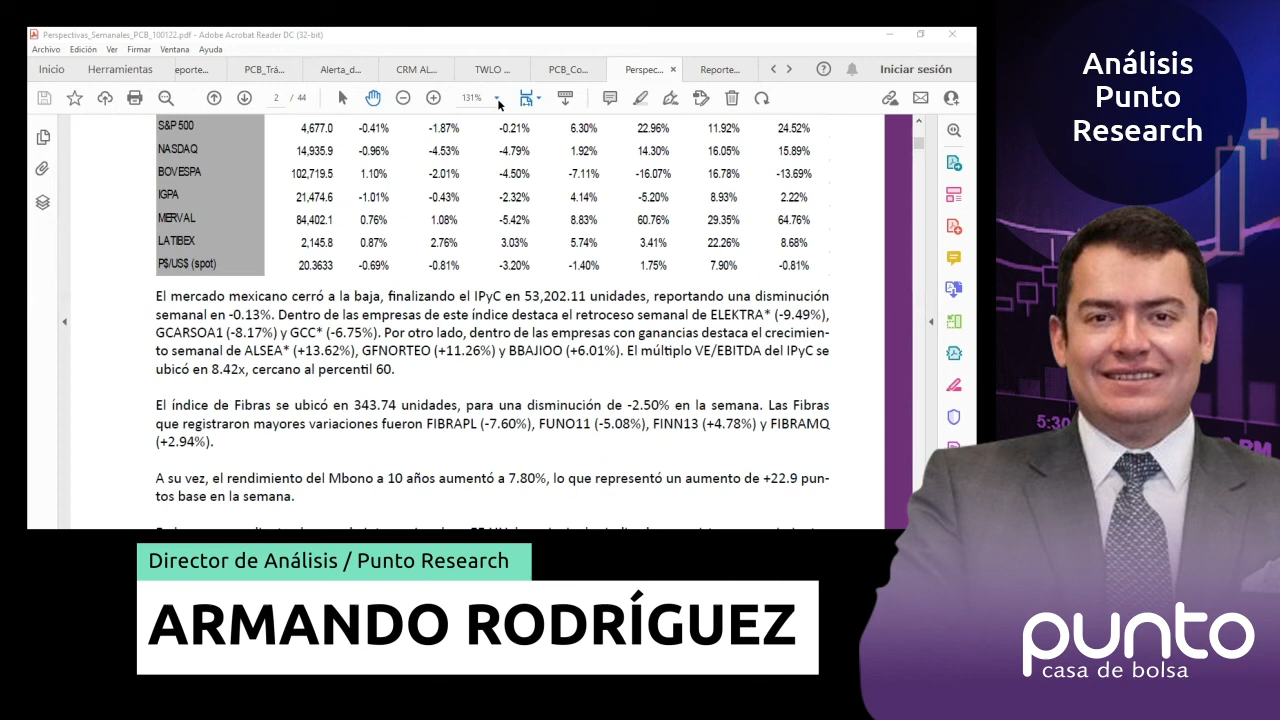 Perspectivas_Semanales_PCB_100122.pdf - Adobe Acrobat Reader DC (32-bit)
Archivo Edición Ver Firmar Ventana Ayuda
Inicio Herramientas eporte... PCB_Trá... Alerta_d... CRM AL... TWLO ... PCB_Co... Perspec... × Reporte... Iniciar sesión
2 / 44 131%
S&P 500 4,677.0 -0.41% -1.87% -0.21% 6.30% 22.96% 11.92% 24.52%
NASDAQ 14,935.9 -0.96% -4.53% -4.79% 1.92% 14.30% 16.05% 15.89%
BOVESPA 102,719.5 1.10% -2.01% -4.50% -7.11% -16.07% 16.78% -13.69%
IGPA 21,474.6 -1.01% -0.43% -2.32% 4.14% -5.20% 8.93% 2.22%
MERVAL 84,402.1 0.76% 1.08% -5.42% 8.83% 60.76% 29.35% 64.76%
LATIBEX 2,145.8 0.87% 2.76% 3.03% 5.74% 3.41% 22.26% 8.68%
P$/US$ (spot) 20.3633 -0.69% -0.81% -3.20% -1.40% 1.75% 7.90% -0.81%
El mercado mexicano cerró a la baja, finalizando el IPyC en 53,202.11 unidades, reportando una disminución
semanal en -0.13%. Dentro de las empresas de este índice destaca el retroceso semanal de ELEKTRA* (-9.49%),
GCARSOA1 (-8.17%) y GCC* (-6.75%). Por otro lado, dentro de las empresas con ganancias destaca el crecimien-
to semanal de ALSEA* (+13.62%), GFNORTEO (+11.26%) y BBAJIOO (+6.01%). El múltiplo VE/EBITDA del IPyC se
ubicó en 8.42x, cercano al percentil 60.
El índice de Fibras se ubicó en 343.74 unidades, para una disminución de -2.50% en la semana. Las Fibras
que registraron mayores variaciones fueron FIBRAPL (-7.60%), FUNO11 (-5.08%), FINN13 (+4.78%) y FIBRAMQ
(+2.94%).
A su vez, el rendimiento del Mbono a 10 años aumentó a 7.80%, lo que representó un aumento de +22.9 pun-
tos base en la semana.
Análisis
Punto
Research
5:30
Director de Análisis / Punto Research
ARMANDO RODRÍGUEZ
punto
casa de bolsa